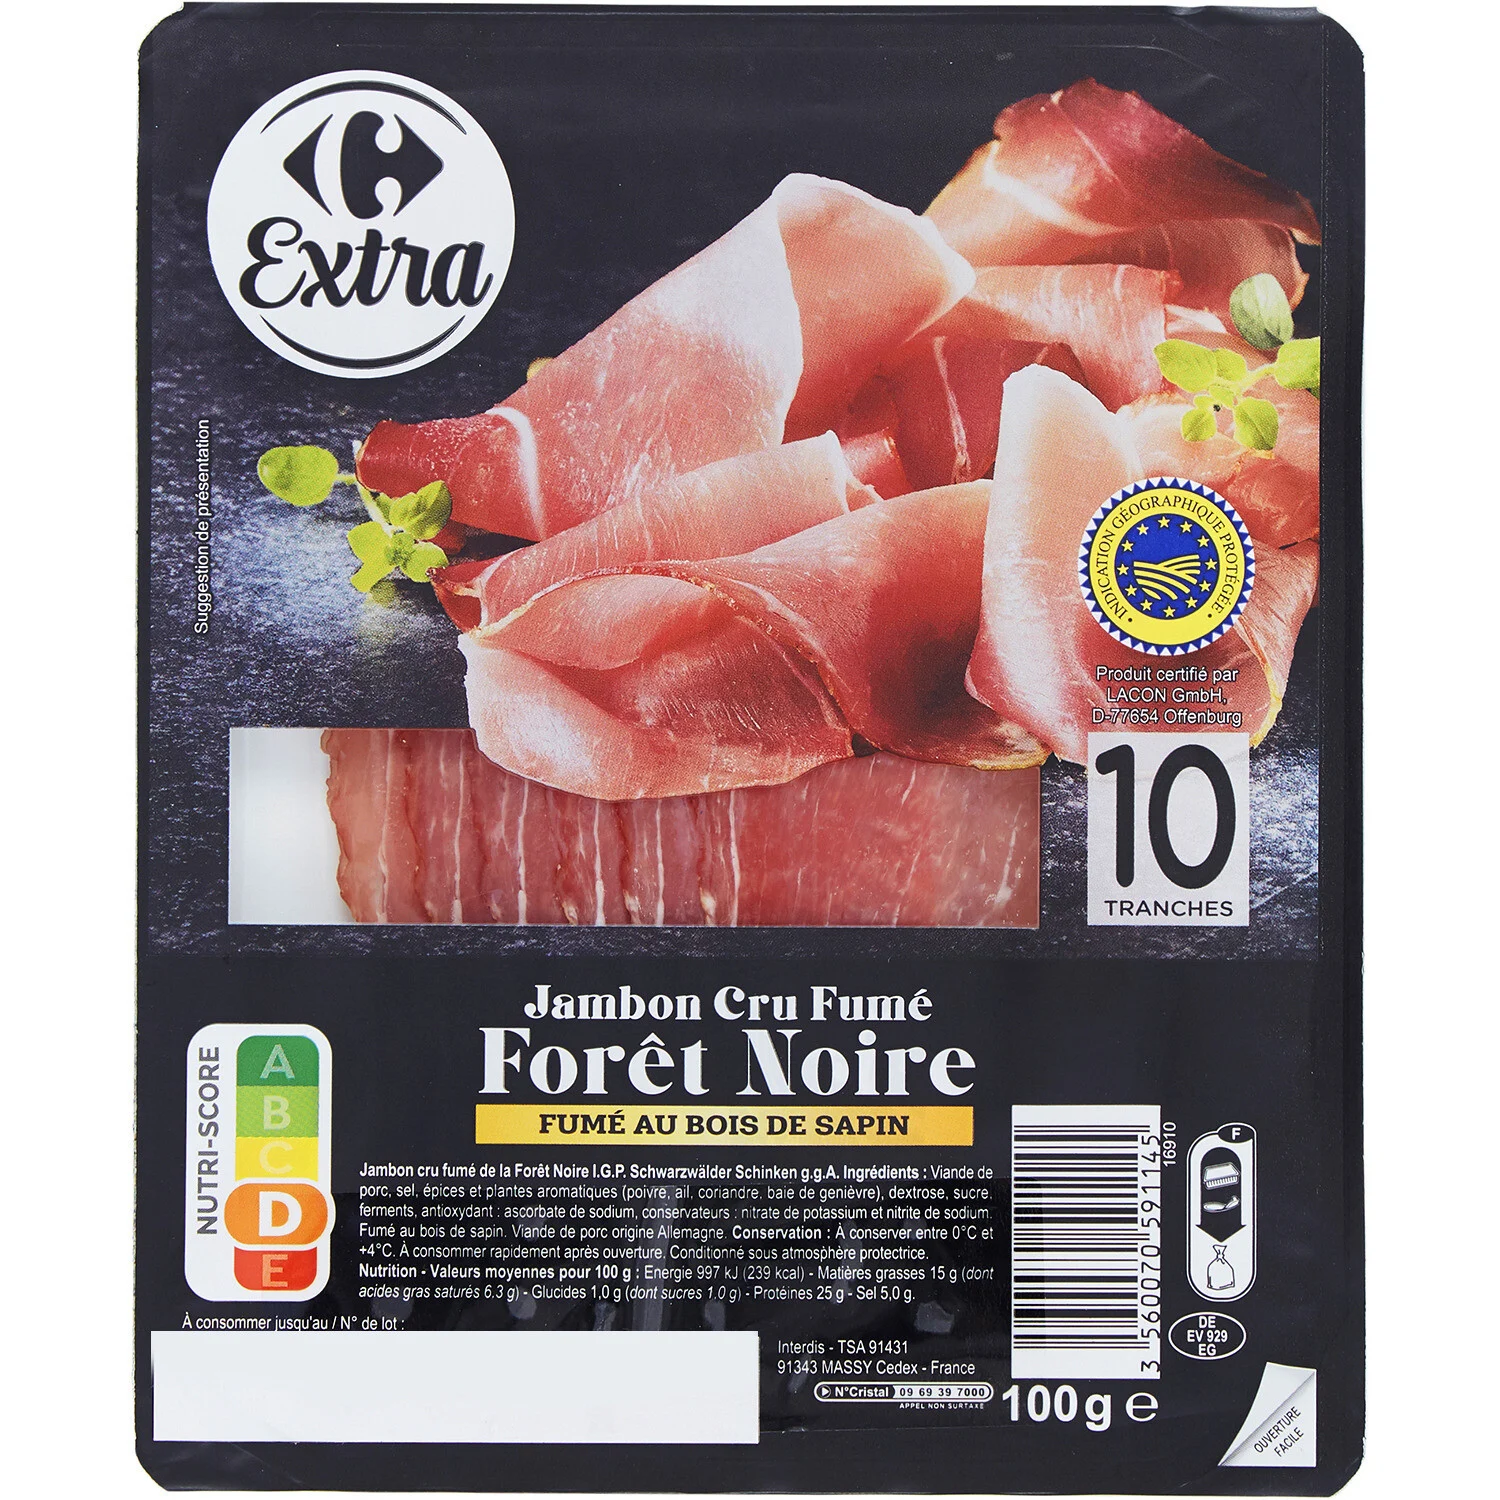 Extra
Suggestion de présentation
INDICATION GÉOGRAPHIQUE PROTÉGÉE
Produit certifié par
LACON GmbH,
D-77654 Offenburg
10
TRANCHES
Jambon Cru Fumé
Forêt Noire
FUMÉ AU BOIS DE SAPIN
NUTRI-SCORE
A
B
C
D
E
Jambon cru fumé de la Forêt Noire I.G.P. Schwarzwälder Schinken g.g.A. Ingrédients : Viande de
porc, sel, épices et plantes aromatiques (poivre, ail, coriandre, baie de genièvre), dextrose, sucre,
ferments, antioxydant : ascorbate de sodium, conservateurs : nitrate de potassium et nitrite de sodium.
Fumé au bois de sapin. Viande de porc origine Allemagne. Conservation : À conserver entre 0°C et
+4°C. À consommer rapidement après ouverture. Conditionné sous atmosphère protectrice.
Nutrition - Valeurs moyennes pour 100 g : Energie 997 kJ (239 kcal) - Matières grasses 15 g (dont
acides gras saturés 6.3 g) - Glucides 1,0 g (dont sucres 1.0 g) - Protéines 25 g - Sel 5,0 g.
À consommer jusqu'au / N° de lot :
Interdis - TSA 91431
91343 MASSY Cedex - France
N°Cristal 09 69 39 7000
APPEL NON SURTAXE
3 560070 591145
16910
F
DE
EV 929
EG
100 g e
OUVERTURE
FACILE